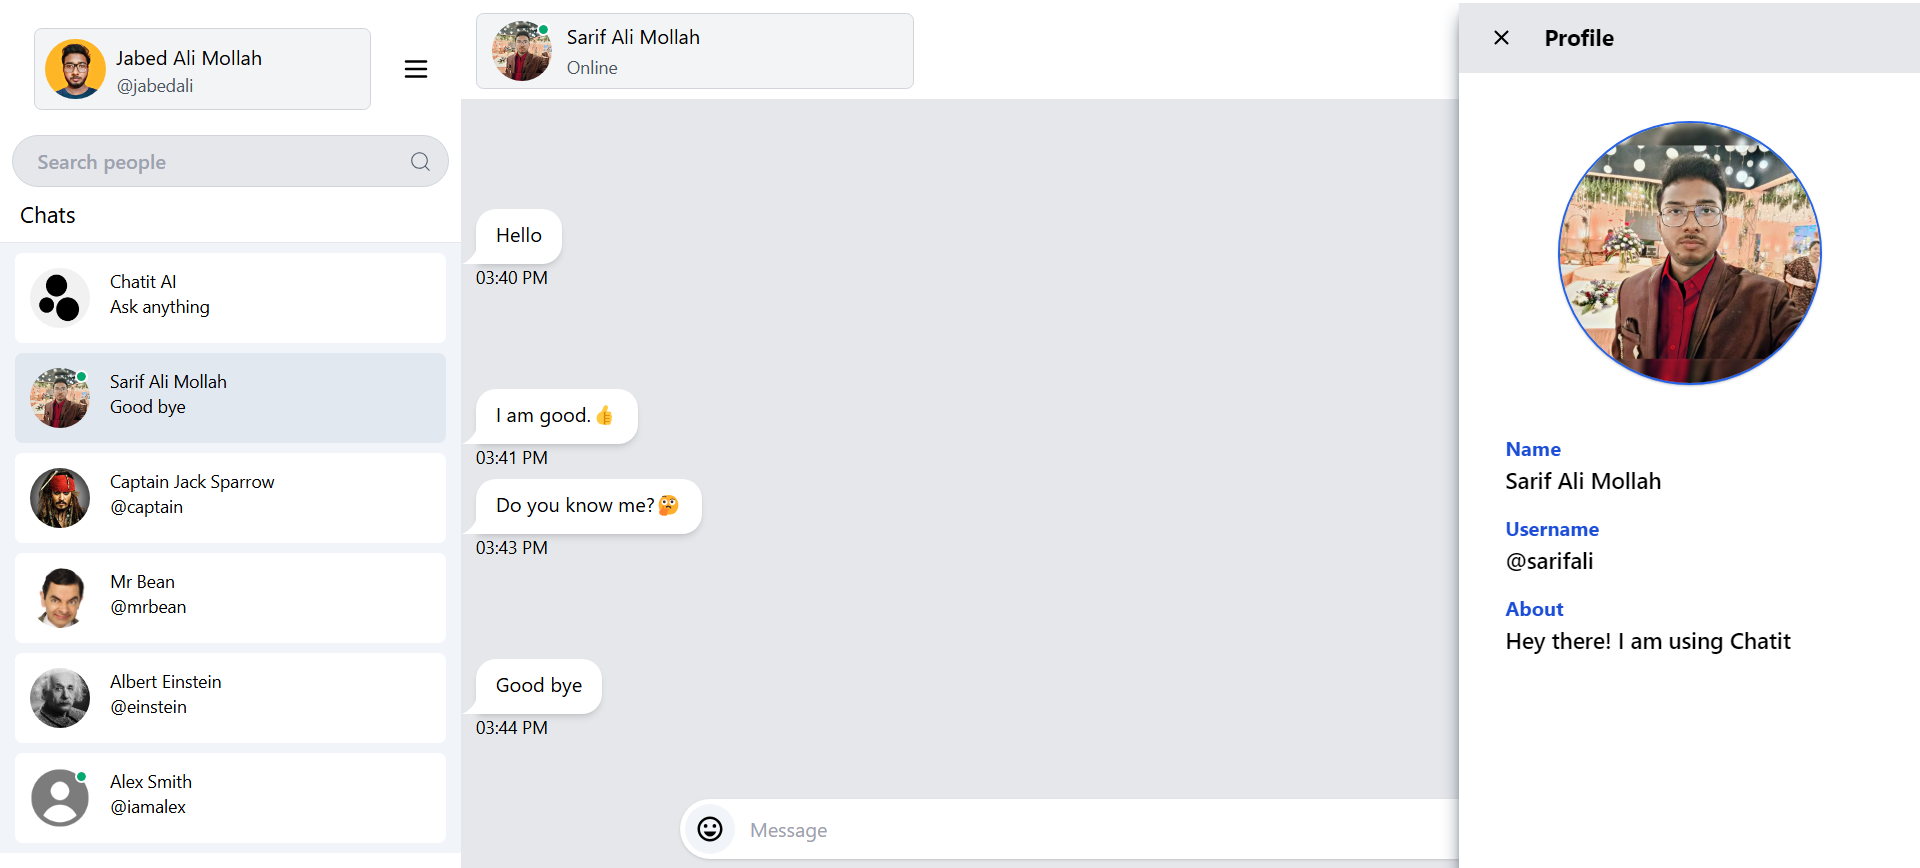 Jabed Ali Mollah
@jabedali
Search people
Chats
Chatit AI
Ask anything
Sarif Ali Mollah
Good bye
Captain Jack Sparrow
@captain
Mr Bean
@mrbean
Albert Einstein
@einstein
Alex Smith
@iamalex
Sarif Ali Mollah
Online
Hello
03:40 PM
I am good.👍
03:41 PM
Do you know me?🤔
03:43 PM
Good bye
03:44 PM
Message
Profile
Name
Sarif Ali Mollah
Username
@sarifali
About
Hey there! I am using Chatit